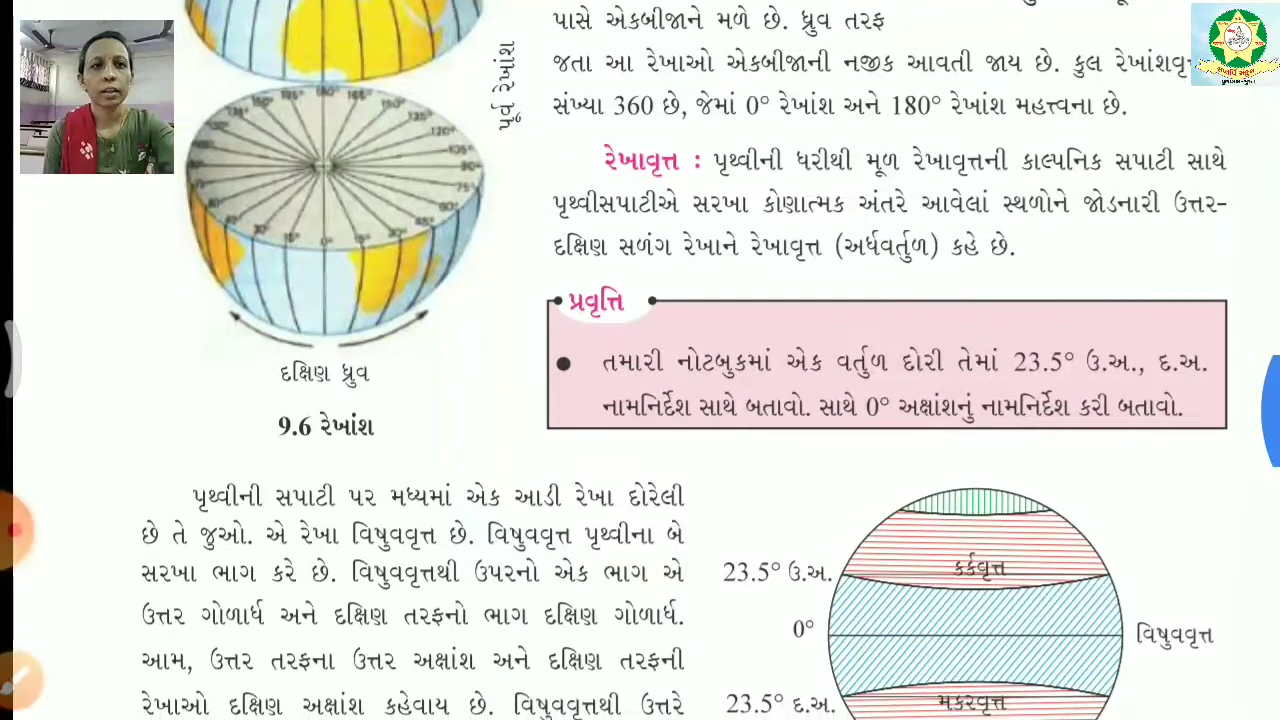 પાસે એકબીજાને મળે છે. ધ્રુવ તરફ
જતા આ રેખાઓ એકબીજાની નજીક આવતી જાય છે. કુલ
સંખ્યા 360 છે, જેમાં 0° રેખાંશ અને 180° રેખાંશ મહત્ત્વના છે.
રેખાવૃત્ત : પૃથ્વીની ધરીથી મૂળ રેખાવૃત્તની કાલ્પનિક સપાટી સાથે
પૃથ્વીસપાટીએ સરખા કોણાત્મક અંતરે આવેલાં સ્થળોને જોડનારી ઉત્તર-
દક્ષિણ સળંગ રેખાને રેખાવૃત્ત (અર્ધવર્તુળ) કહે છે.
પૂર્વ રેખાંશ
દક્ષિણ ધ્રુવ
9.6 રેખાંશ
પ્રવૃત્તિ
● તમારી નોટબુકમાં એક વર્તુળ દોરી તેમાં 23.5° ઉ.અ., દ.અ.
નામનિર્દેશ સાથે બતાવો. સાથે 0° અક્ષાંશનું નામનિર્દેશ કરી બતાવો.
પૃથ્વીની સપાટી પર મધ્યમાં એક આડી રેખા દોરેલી
છે તે જુઓ. એ રેખા વિષુવવૃત્ત છે. વિષુવવૃત્ત પૃથ્વીના બે
સરખા ભાગ કરે છે. વિષુવવૃત્તથી ઉપરનો એક ભાગ એ
ઉત્તર ગોળાર્ધ અને દક્ષિણ તરફનો ભાગ દક્ષિણ ગોળાર્ધ.
આમ, ઉત્તર તરફના ઉત્તર અક્ષાંશ અને દક્ષિણ તરફની
રેખાઓ દક્ષિણ અક્ષાંશ કહેવાય છે. વિષુવવૃત્તથી ઉત્તરે
કર્કવૃત્ત
23.5° ઉ.અ.
0°
વિષુવવૃત્ત
23.5° દ.અ.
મકરવૃત્ત